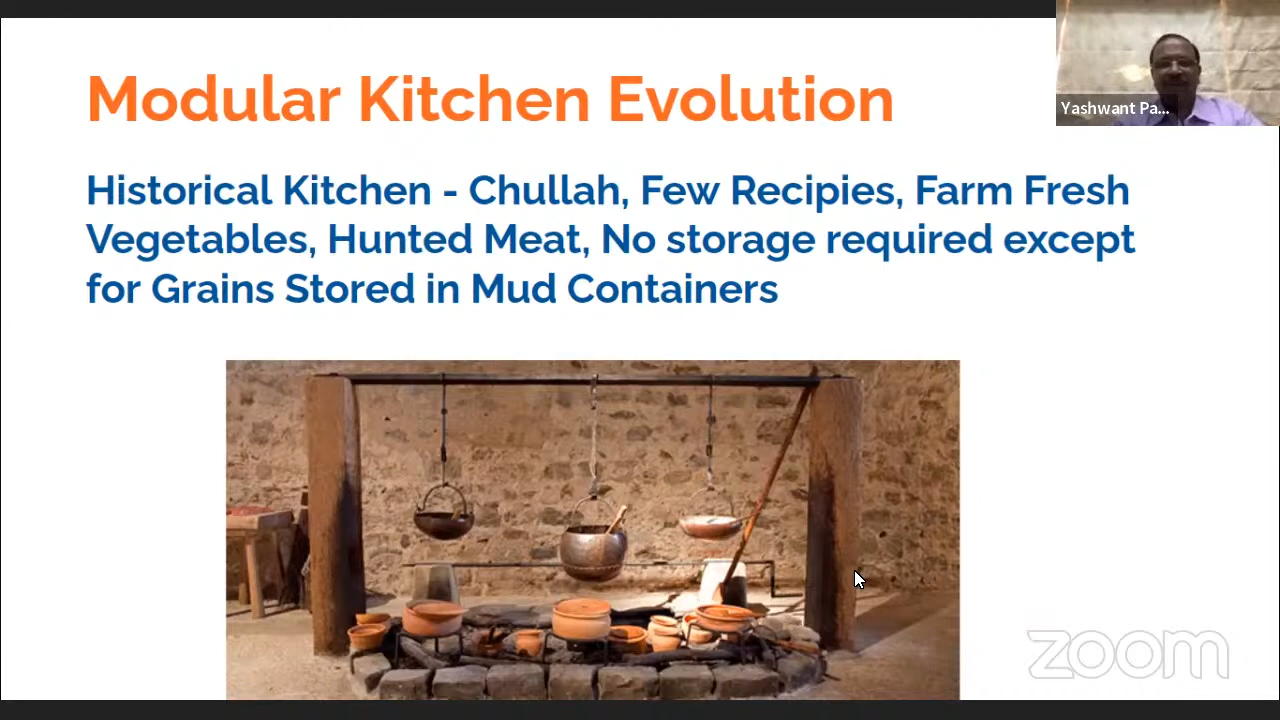 Modular Kitchen Evolution
Yashwant Pa...
Historical Kitchen - Chullah, Few Recipies, Farm Fresh
Vegetables, Hunted Meat, No storage required except
for Grains Stored in Mud Containers
zoom